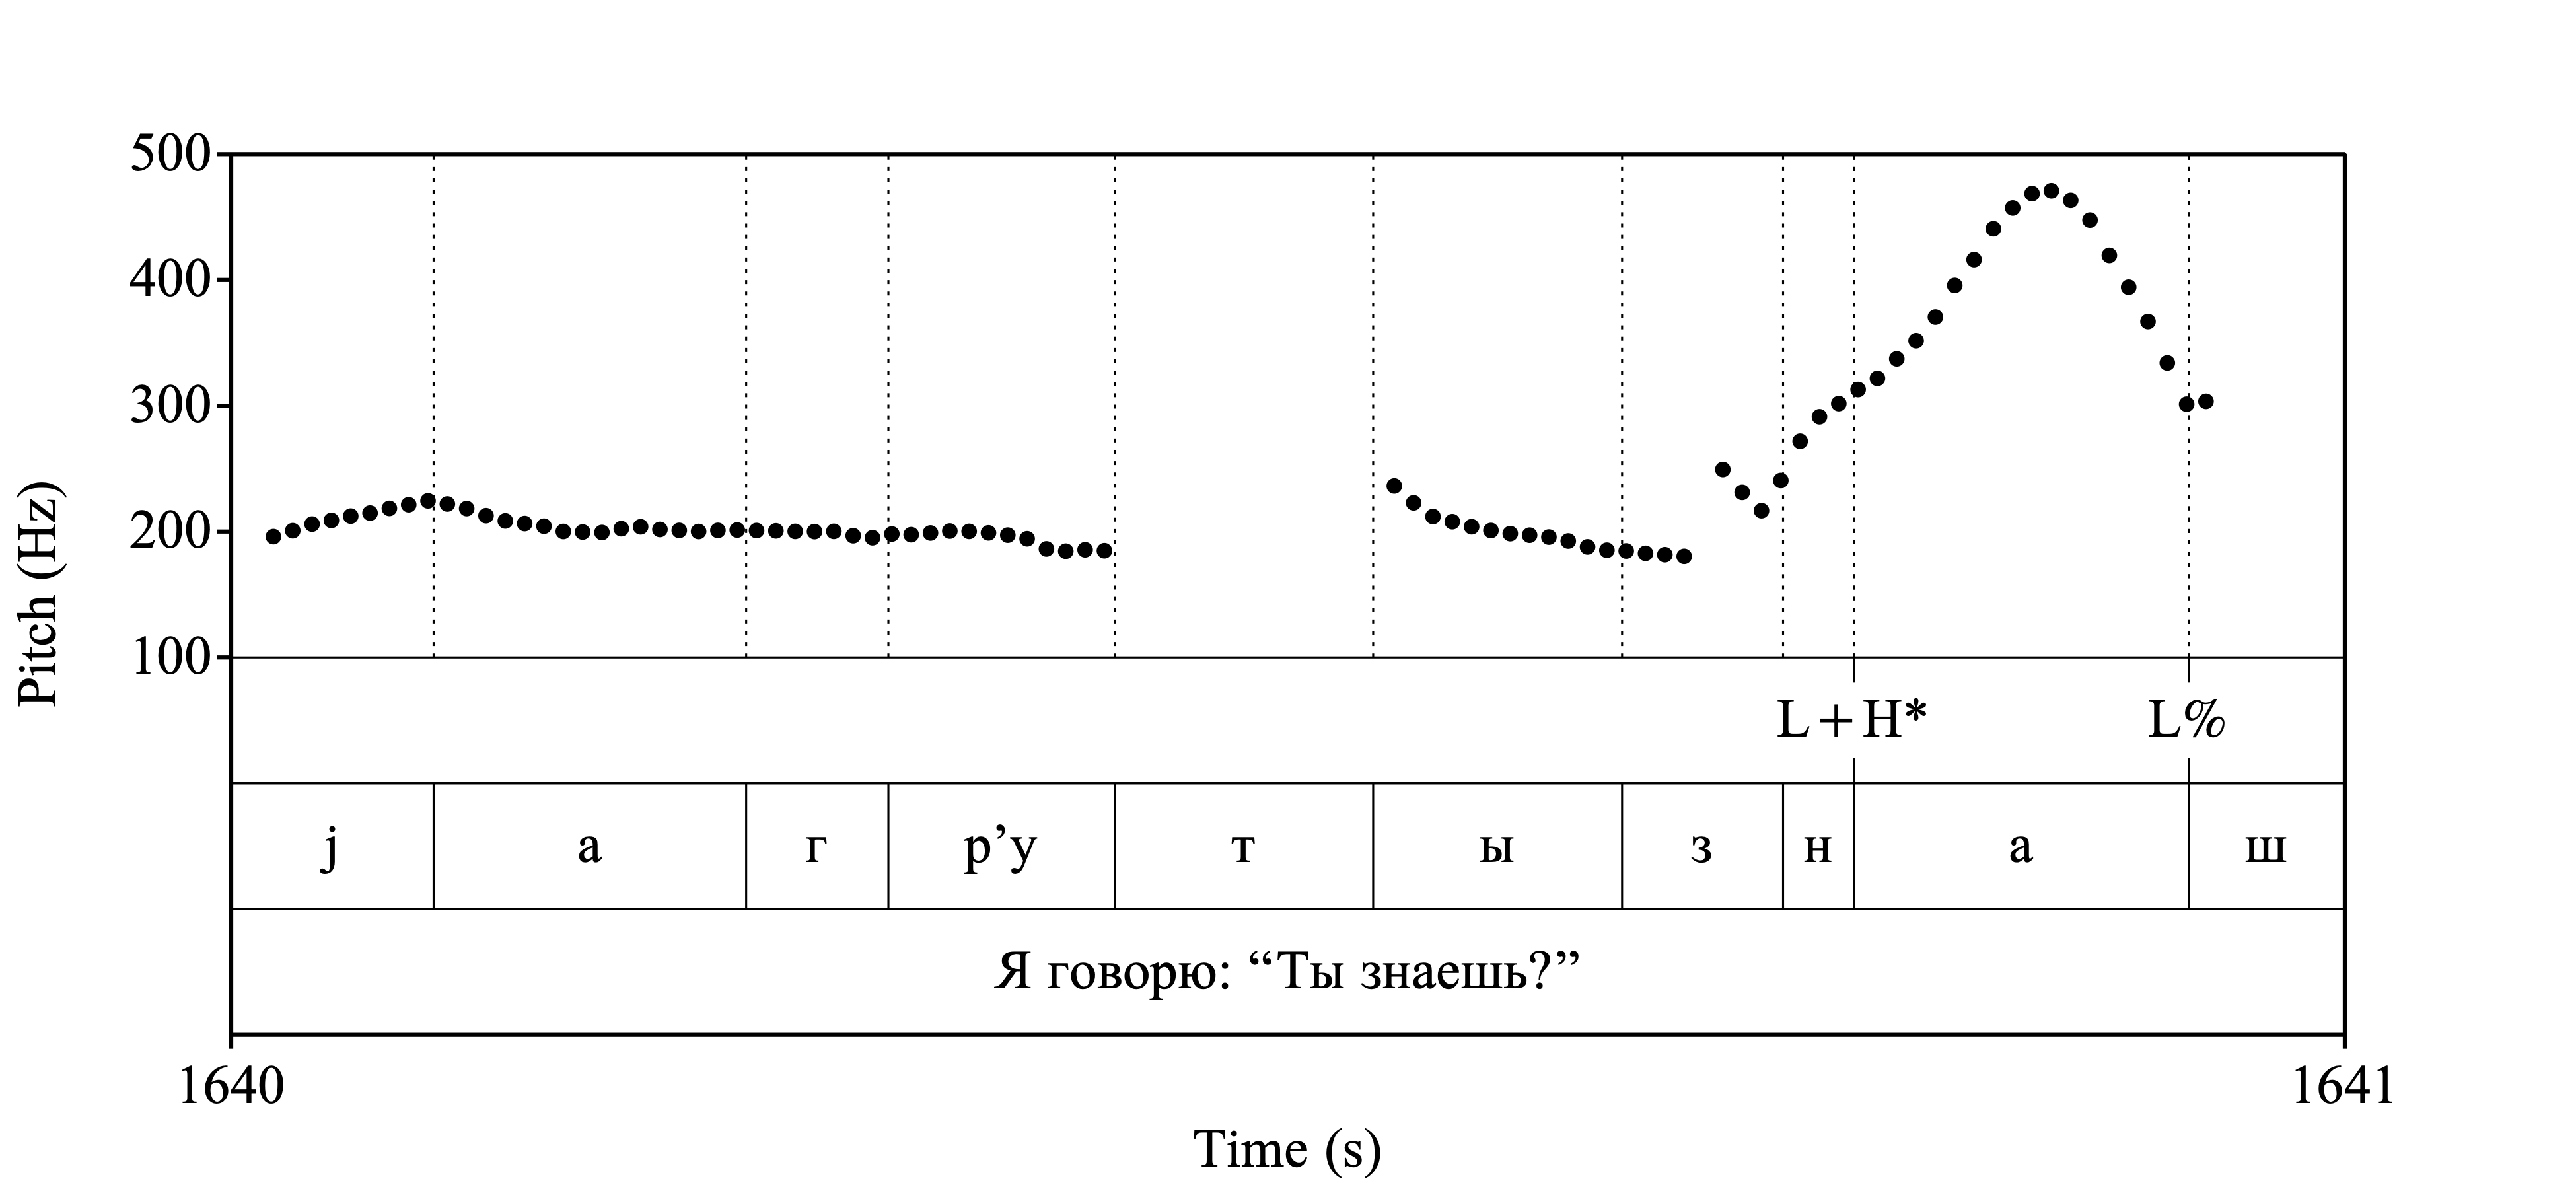 500
400
300
200
100
Pitch (Hz)
L+H* L%
j а г р’у т ы з н а ш
Я говорю: “Ты знаешь?”
1640 1641
Time (s)